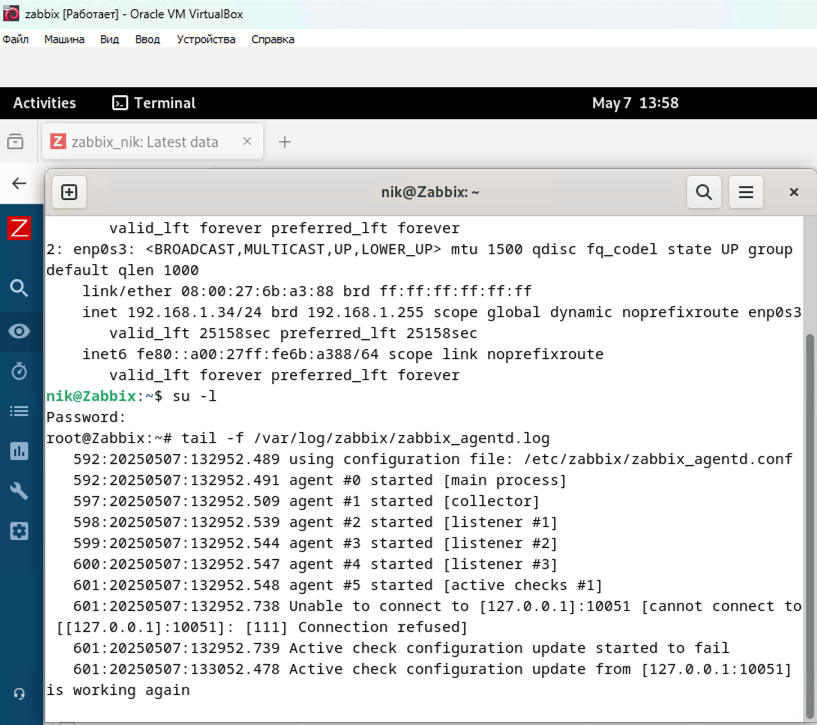 zabbix [Работает] - Oracle VM VirtualBox
Файл Машина Вид Ввод Устройства Справка
Activities Terminal May 7 13:58
Z zabbix_nik: Latest data
nik@Zabbix: ~
Z
valid_lft forever preferred_lft forever
2: enp0s3: <BROADCAST,MULTICAST,UP,LOWER_UP> mtu 1500 qdisc fq_codel state UP group
default qlen 1000
link/ether 08:00:27:6b:a3:88 brd ff:ff:ff:ff:ff:ff
inet 192.168.1.34/24 brd 192.168.1.255 scope global dynamic noprefixroute enp0s3
valid_lft 25158sec preferred_lft 25158sec
inet6 fe80::a00:27ff:fe6b:a388/64 scope link noprefixroute
valid_lft forever preferred_lft forever
nik@Zabbix:~$ su -l
Password:
root@Zabbix:~# tail -f /var/log/zabbix/zabbix_agentd.log
592:20250507:132952.489 using configuration file: /etc/zabbix/zabbix_agentd.conf
592:20250507:132952.491 agent #0 started [main process]
597:20250507:132952.509 agent #1 started [collector]
598:20250507:132952.539 agent #2 started [listener #1]
599:20250507:132952.544 agent #3 started [listener #2]
600:20250507:132952.547 agent #4 started [listener #3]
601:20250507:132952.548 agent #5 started [active checks #1]
601:20250507:132952.738 Unable to connect to [127.0.0.1]:10051 [cannot connect to
[[127.0.0.1]:10051]: [111] Connection refused]
601:20250507:132952.739 Active check configuration update started to fail
601:20250507:133052.478 Active check configuration update from [127.0.0.1:10051]
is working again